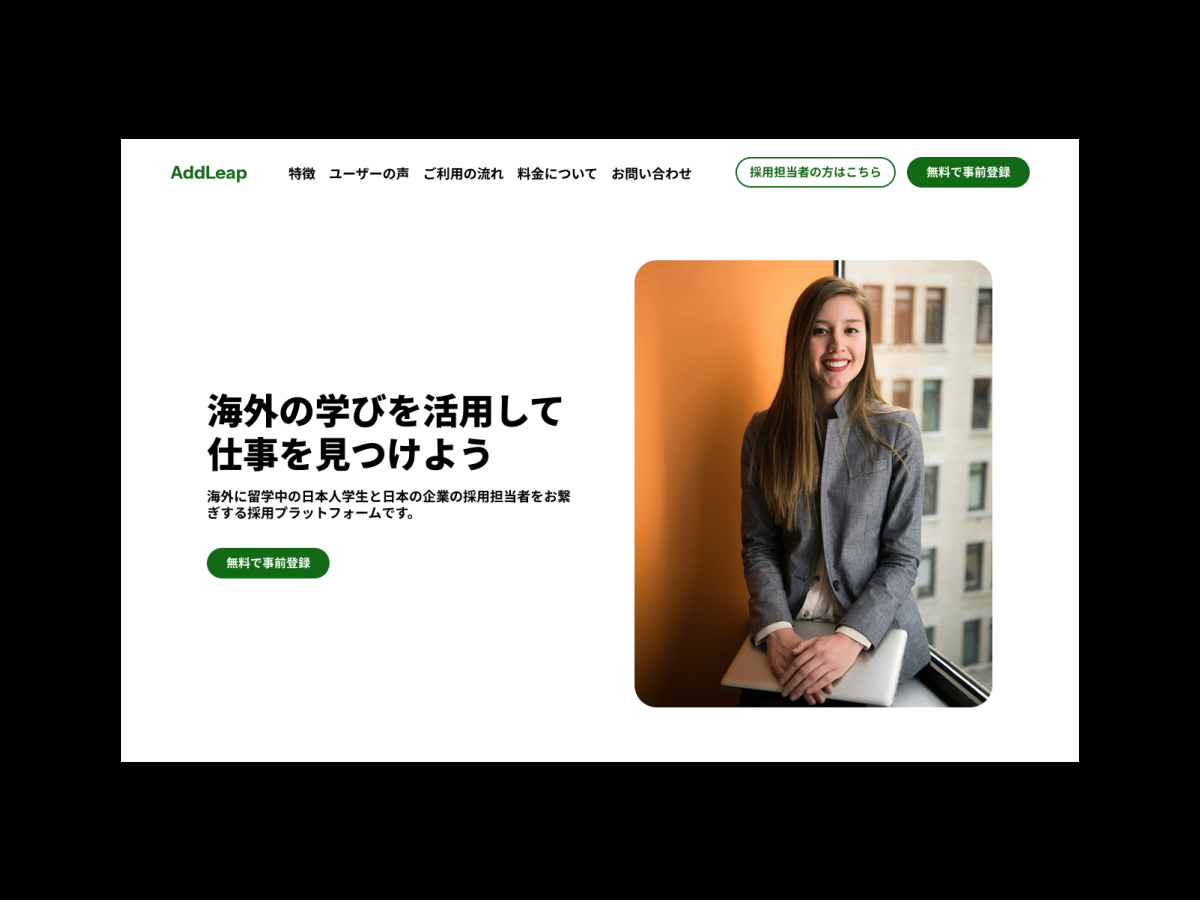 AddLeap
特徴 ユーザーの声 ご利用の流れ 料金について お問い合わせ
採用担当者の方はこちら
無料で事前登録
海外の学びを活用して
仕事を見つけよう
海外に留学中の日本人学生と日本の企業の採用担当者をお繋
ぎする採用プラットフォームです。
無料で事前登録